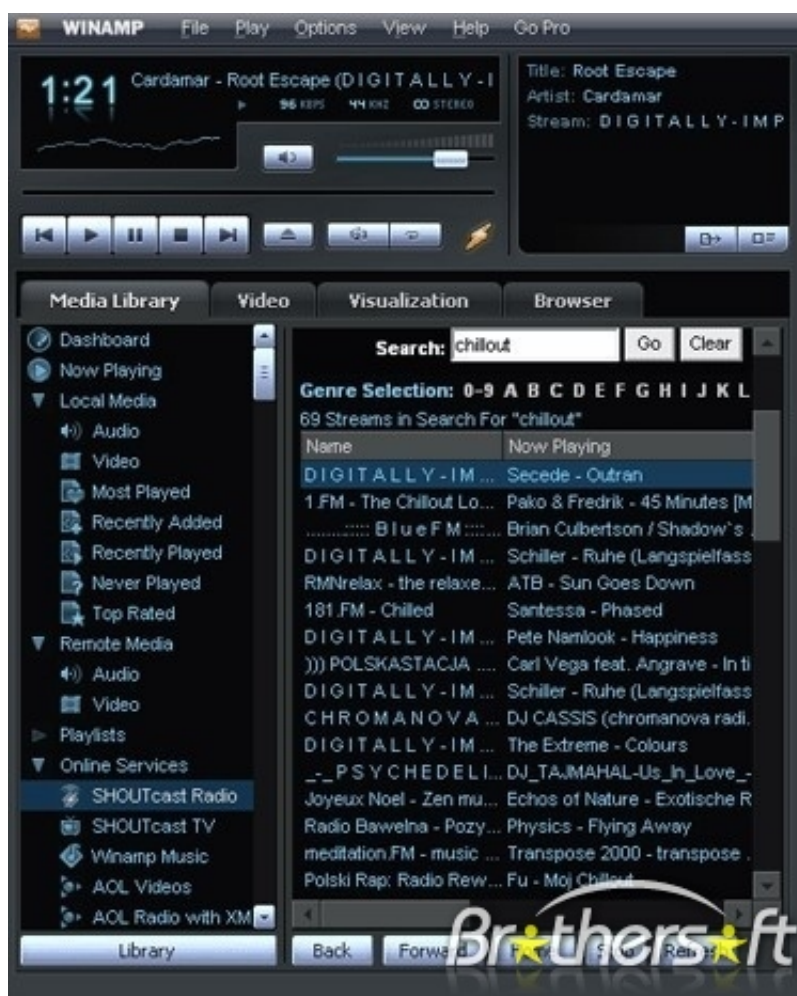 WINAMP File Play Options View Help Go Pro
1:21 Cardamar - Root Escape (D I G I T A L L Y - I
96 KBPS 44 KHZ STEREO
Title: Root Escape
Artist: Cardamar
Stream: D I G I T A L L Y - I M P
Media Library Video Visualization Browser
Dashboard
Now Playing
Local Media
Audio
Video
Most Played
Recently Added
Recently Played
Never Played
Top Rated
Remote Media
Audio
Video
Playlists
Online Services
SHOUTcast Radio
SHOUTcast TV
Winamp Music
AOL Videos
AOL Radio with XM
Library
Search: chillout Go Clear
Genre Selection: 0-9 A B C D E F G H I J K L
69 Streams in Search For "chillout"
Name Now Playing
D I G I T A L L Y - I M ... Secede - Outran
1.FM - The Chillout Lo... Pako & Fredrik - 45 Minutes [M
..........::::: B l u e F M :::::... Brian Culbertson / Shadow`s .
D I G I T A L L Y - I M ... Schiller - Ruhe (Langspielfass
RMNrelax - the relaxe... ATB - Sun Goes Down
181.FM - Chilled Santessa - Phased
D I G I T A L L Y - I M ... Pete Namlook - Happiness
))) POLSKASTACJA .... Carl Vega feat. Angrave - In ti
D I G I T A L L Y - I M ... Schiller - Ruhe (Langspielfass
C H R O M A N O V A ... DJ CASSIS (chromanova radi.
D I G I T A L L Y - I M ... The Extreme - Colours
_-_ P S Y C H E D E L I... DJ_TAJMAHAL-Us_In_Love_-
Joyeux Noel - Zen mu... Echos of Nature - Exotische R
Radio Bawelna - Pozy... Physics - Flying Away
meditation.FM - music ... Transpose 2000 - transpose .
Polski Rap: Radio Rew... Fu - Moj Chillout
Back Forward Stop Refresh
Brothersoft